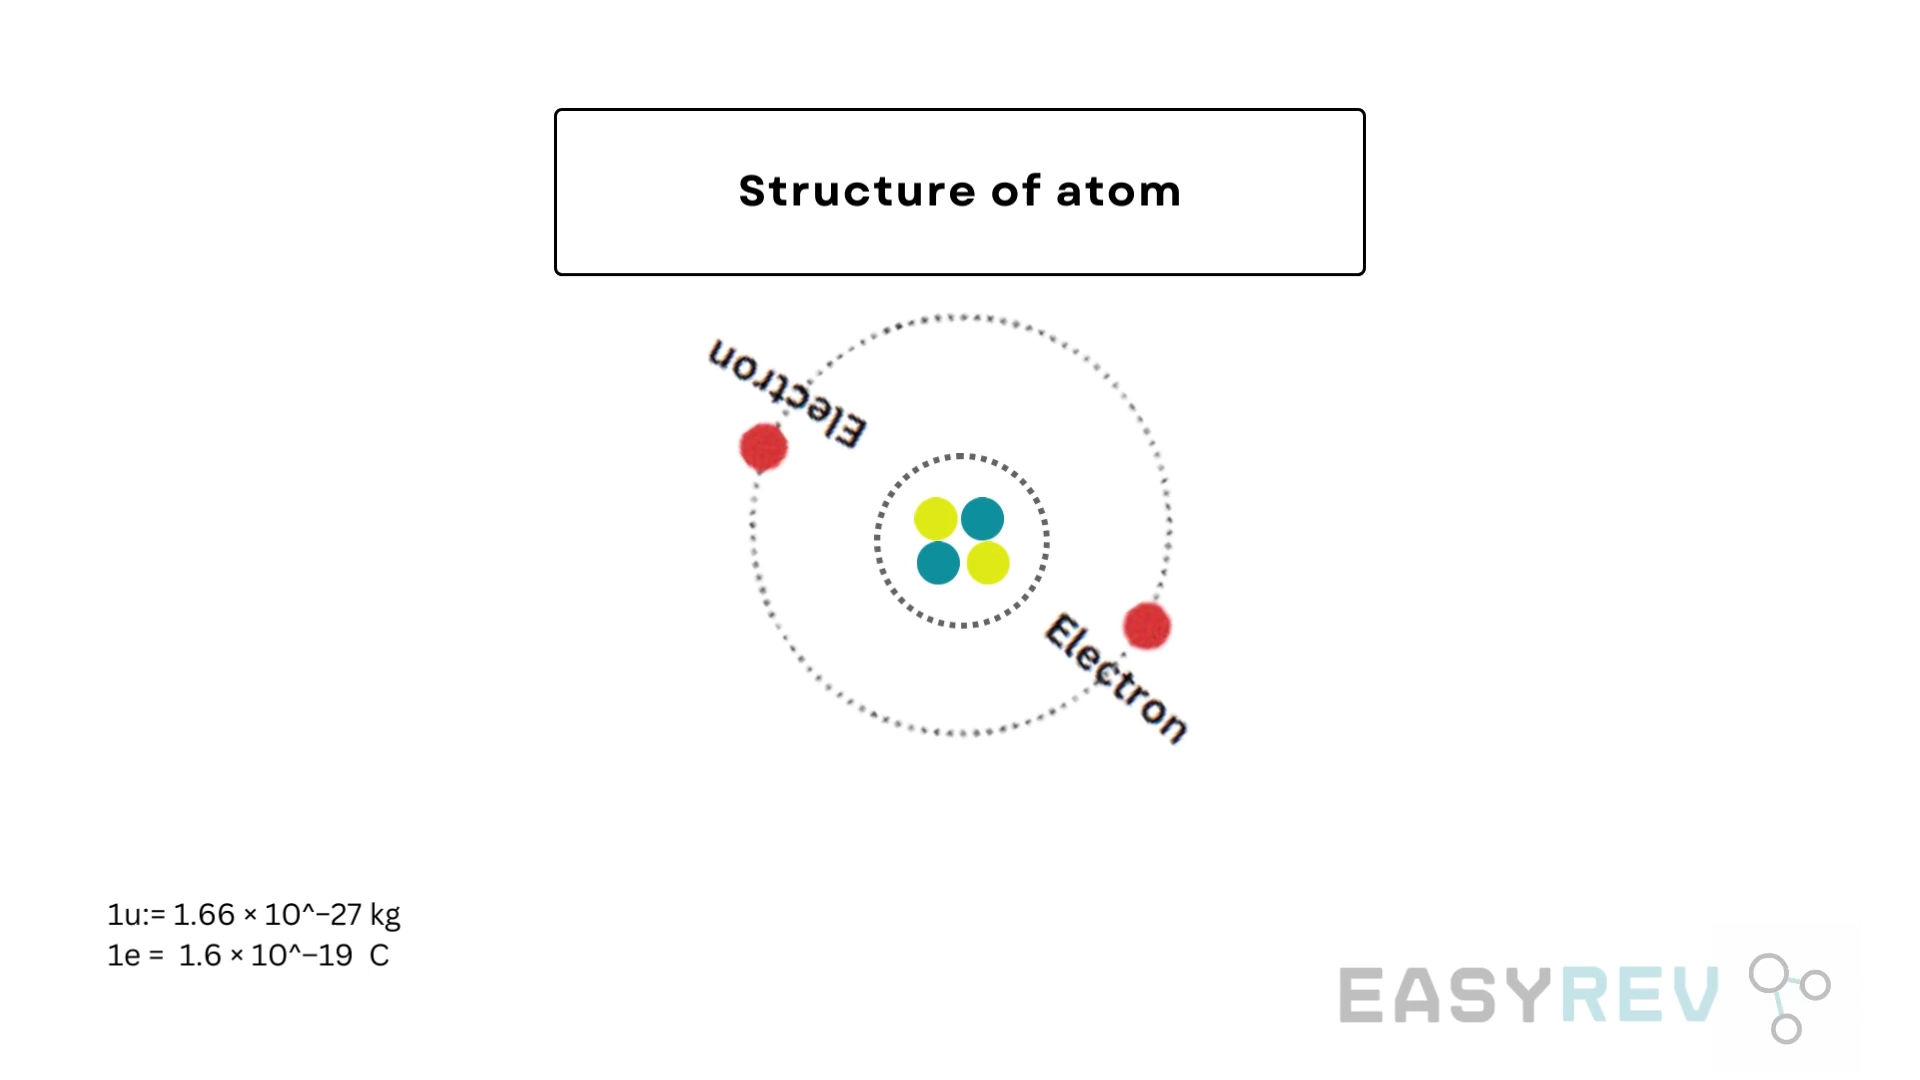 Structure of atom
Electron
Electron
1u:= 1.66 × 10^−27 kg
1e = 1.6 × 10^−19 C
EASYREV